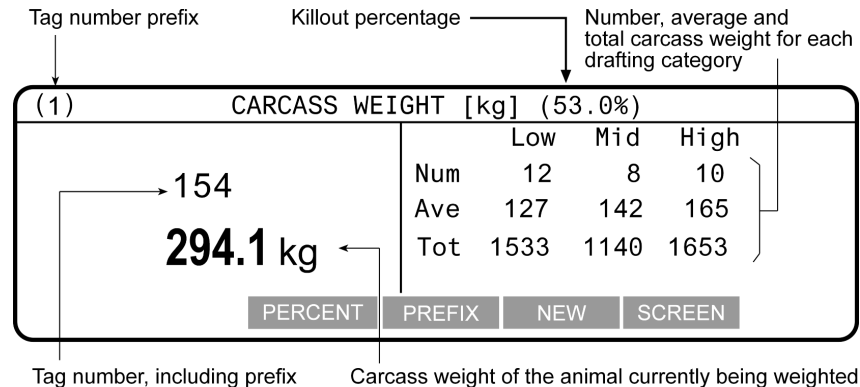 Tag number prefix
Killout percentage
Number, average and
total carcass weight for each
drafting category
(1) CARCASS WEIGHT [kg] (53.0%)
Low Mid High
154
Num 12 8 10
Ave 127 142 165
294.1 kg
Tot 1533 1140 1653
PERCENT PREFIX NEW SCREEN
Tag number, including prefix
Carcass weight of the animal currently being weighted